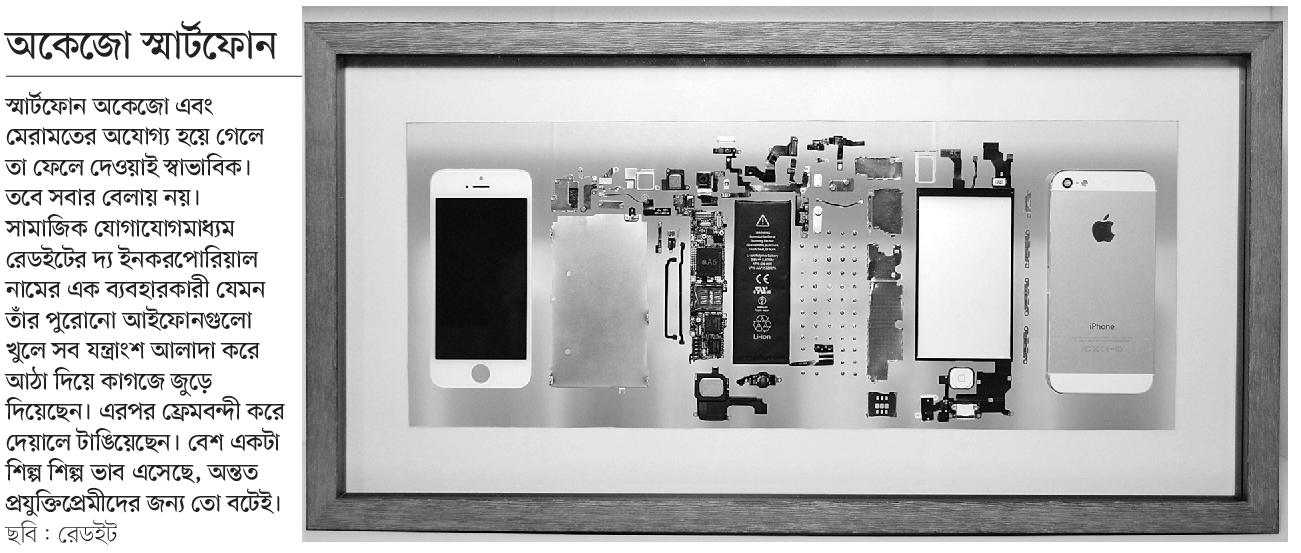 অকেজো স্মার্টফোন
স্মার্টফোন অকেজো এবং
মেরামতের অযোগ্য হয়ে গেলে
তা ফেলে দেওয়াই স্বাভাবিক।
তবে সবার বেলায় নয়।
সামাজিক যোগাযোগমাধ্যম
রেডইটের দ্য ইনকরপোরিয়াল
নামের এক ব্যবহারকারী যেমন
তাঁর পুরোনো আইফোনগুলো
খুলে সব যন্ত্রাংশ আলাদা করে
আঠা দিয়ে কাগজে জুড়ে
দিয়েছেন। এরপর ফ্রেমবন্দী করে
দেয়ালে টাঙিয়েছেন। বেশ একটা
শিল্প শিল্প ভাব এসেছে, অন্তত
প্রযুক্তিপ্রেমীদের জন্য তো বটেই।
ছবি : রেডইট
A6
WARNING
CE
Li-ion
iPhone